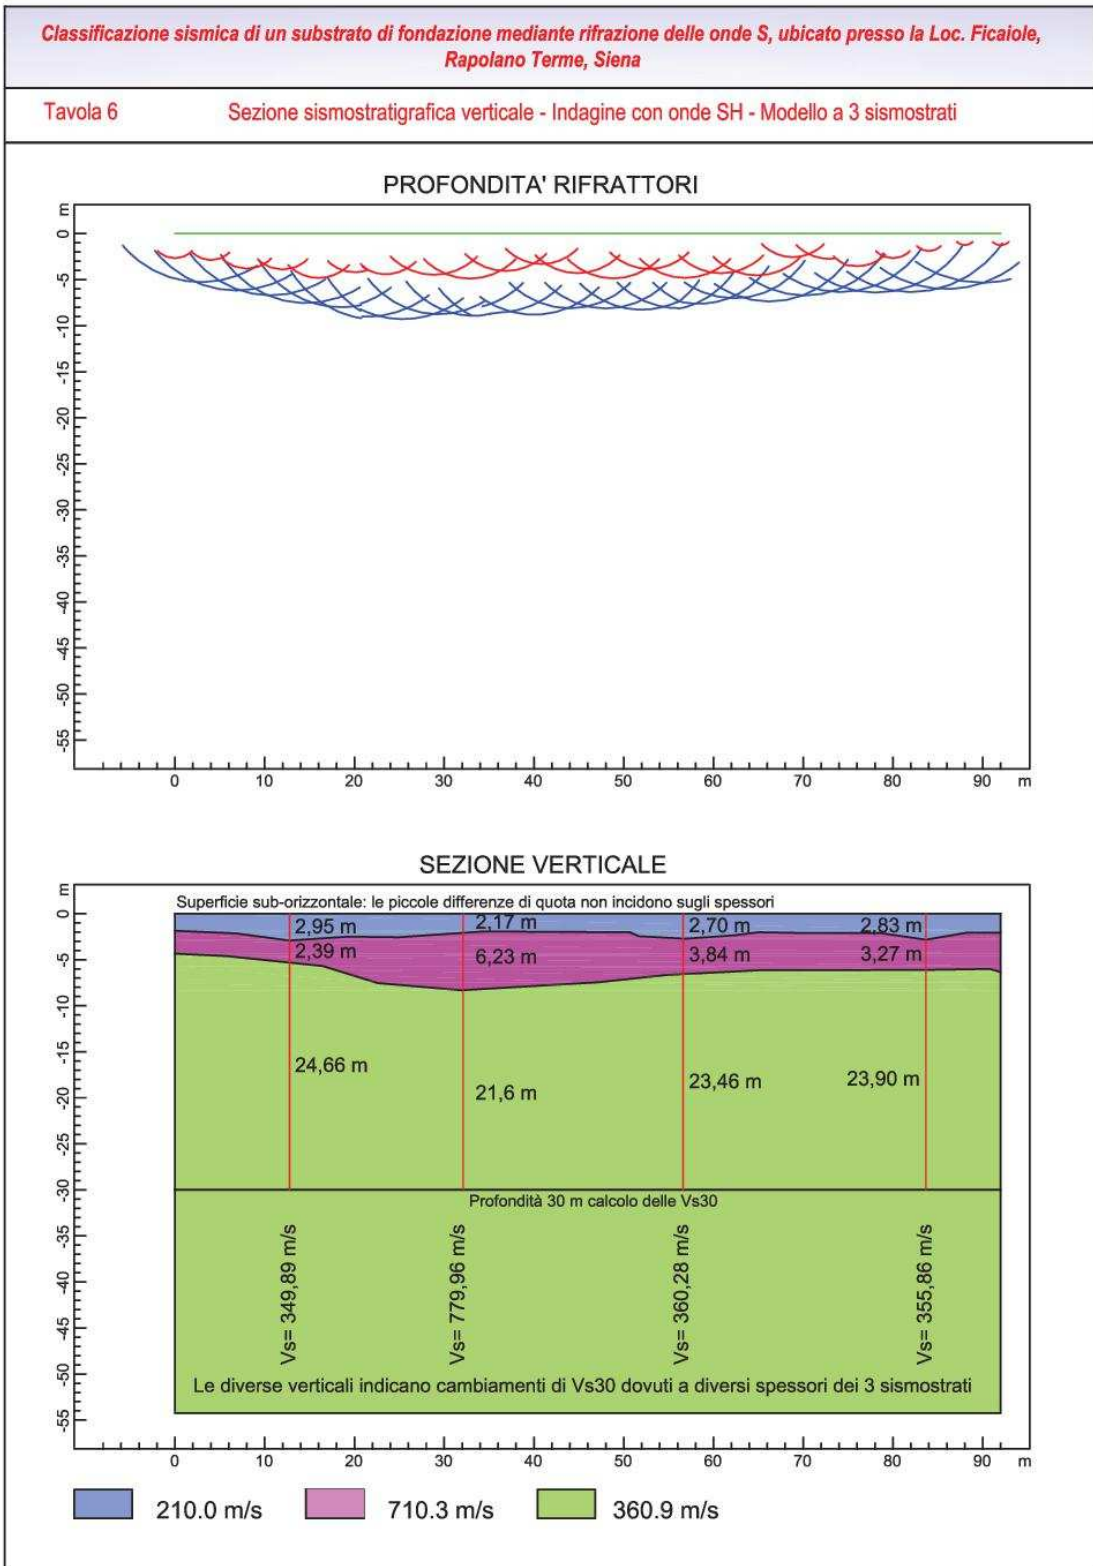 Classificazione sismica di un substrato di fondazione mediante rifrazione delle onde S, ubicato presso la Loc. Ficaiole,
Rapolano Terme, Siena
Tavola 6 Sezione sismostratigrafica verticale - Indagine con onde SH - Modello a 3 sismostrati
PROFONDITA' RIFRATTORI
m
0
-5
-10
-15
-20
-25
-30
-35
-40
-45
-50
-55
0 10 20 30 40 50 60 70 80 90 m
SEZIONE VERTICALE
m
Superficie sub-orizzontale: le piccole differenze di quota non incidono sugli spessori
0
-5
-10
-15
-20
-25
-30
-35
-40
-45
-50
-55
2,95 m 2,17 m 2,70 m 2,83 m
2,39 m 6,23 m 3,84 m 3,27 m
24,66 m 21,6 m 23,46 m 23,90 m
Profondità 30 m calcolo delle Vs30
Vs= 349,89 m/s
Vs= 779,96 m/s
Vs= 360,28 m/s
Vs= 355,86 m/s
Le diverse verticali indicano cambiamenti di Vs30 dovuti a diversi spessori dei 3 sismostrati
0 10 20 30 40 50 60 70 80 90 m
210.0 m/s 710.3 m/s 360.9 m/s